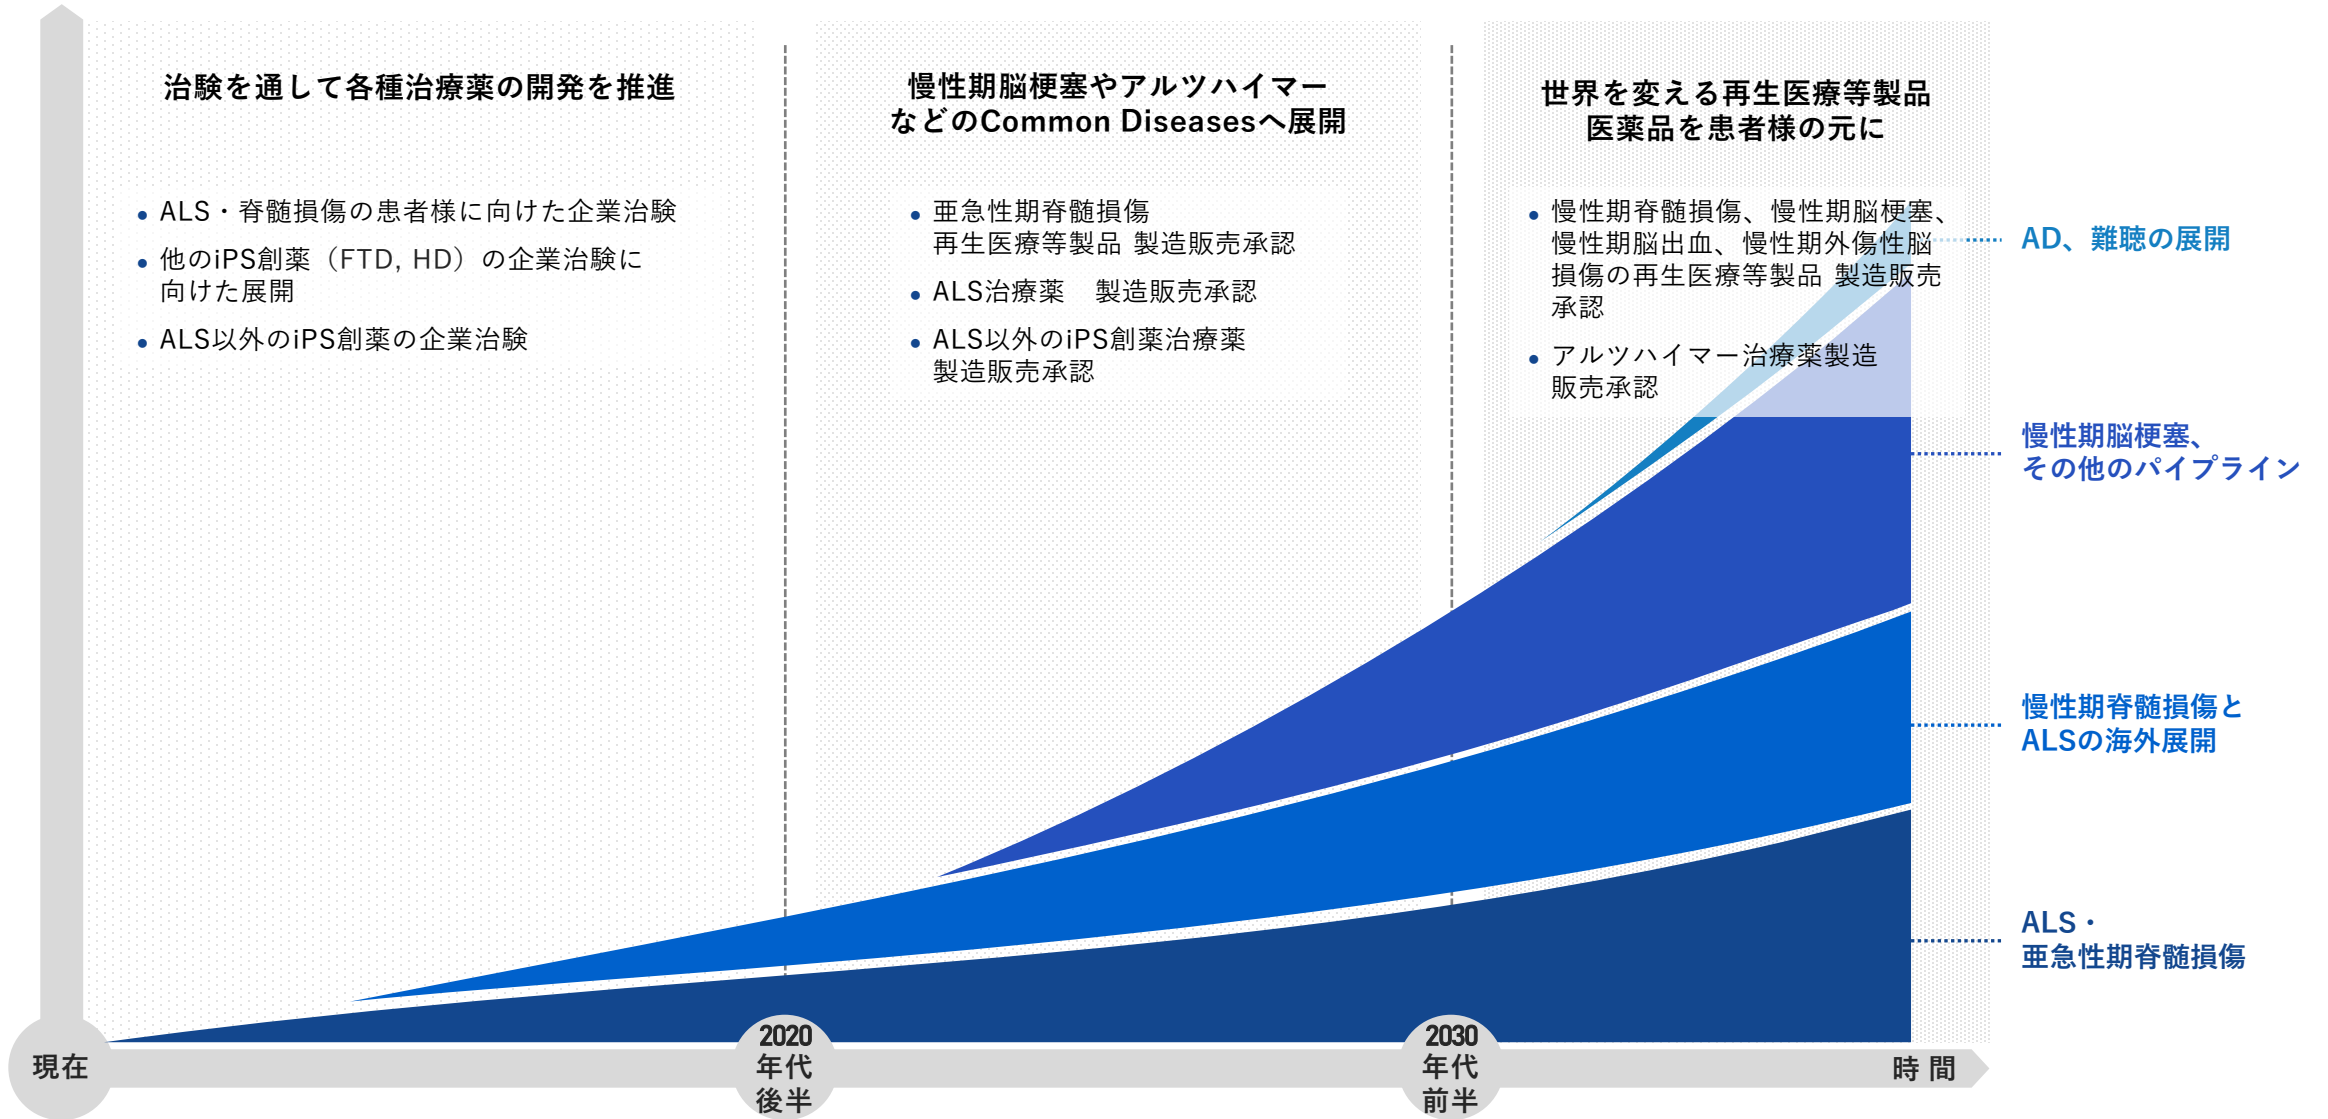 治験を通して各種治療薬の開発を推進
• ALS・脊髄損傷の患者様に向けた企業治験
• 他のiPS創薬（FTD, HD）の企業治験に
向けた展開
• ALS以外のiPS創薬の企業治験
慢性期脳梗塞やアルツハイマー
などのCommon Diseasesへ展開
• 亜急性期脊髄損傷
再生医療等製品 製造販売承認
• ALS治療薬　製造販売承認
• ALS以外のiPS創薬治療薬
製造販売承認
世界を変える再生医療等製品
医薬品を患者様の元に
• 慢性期脊髄損傷、慢性期脳梗塞、
慢性期脳出血、慢性期外傷性脳
損傷の再生医療等製品 製造販売
承認
• アルツハイマー治療薬製造
販売承認
AD、難聴の展開
慢性期脳梗塞、
その他のパイプライン
慢性期脊髄損傷と
ALSの海外展開
ALS・
亜急性期脊髄損傷
現在
2020
年代
後半
2030
年代
前半
時 間